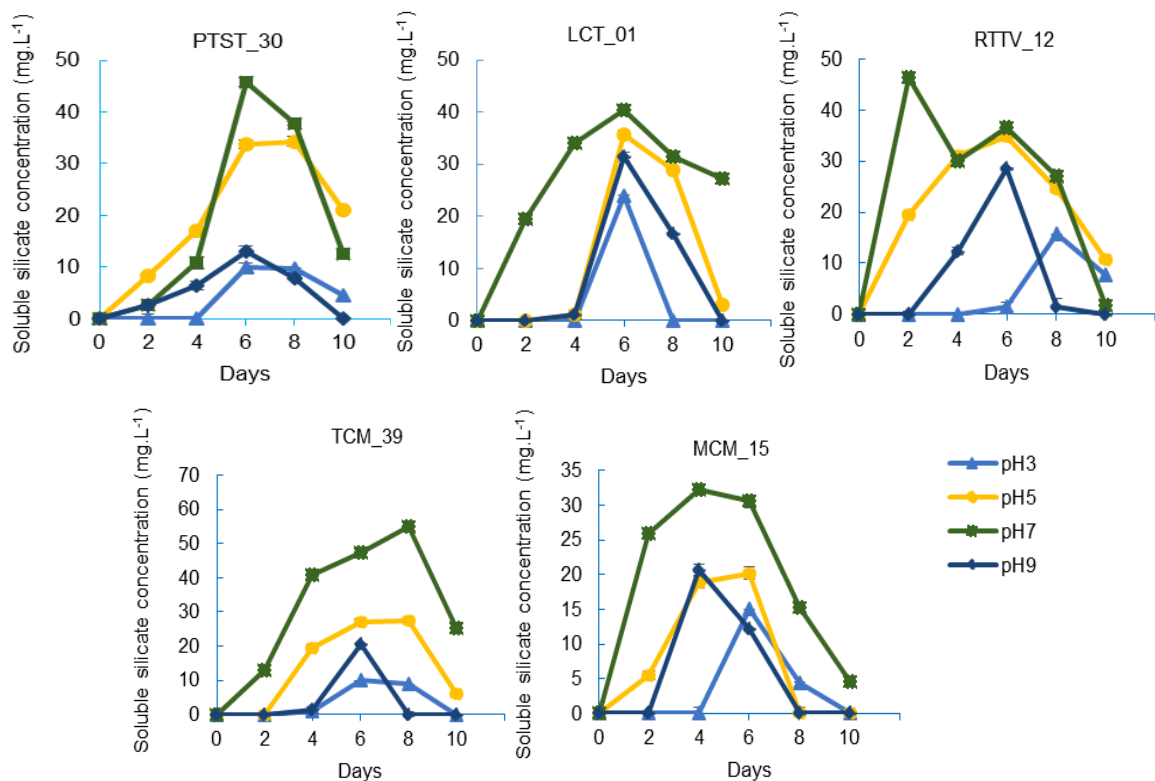 PTST_30
Soluble silicate concentration (mg.L⁻¹)
50
40
30
20
10
0
0 2 4 6 8 10
Days
LCT_01
Soluble silicate concentration (mg.L⁻¹)
50
40
30
20
10
0
0 2 4 6 8 10
Days
RTTV_12
Soluble silicate concentration (mg.L⁻¹)
50
40
30
20
10
0
0 2 4 6 8 10
Days
TCM_39
Soluble silicate concentration (mg.L⁻¹)
70
60
50
40
30
20
10
0
0 2 4 6 8 10
Days
MCM_15
Soluble silicate concentration (mg.L⁻¹)
35
30
25
20
15
10
5
0
0 2 4 6 8 10
Days
pH3
pH5
pH7
pH9